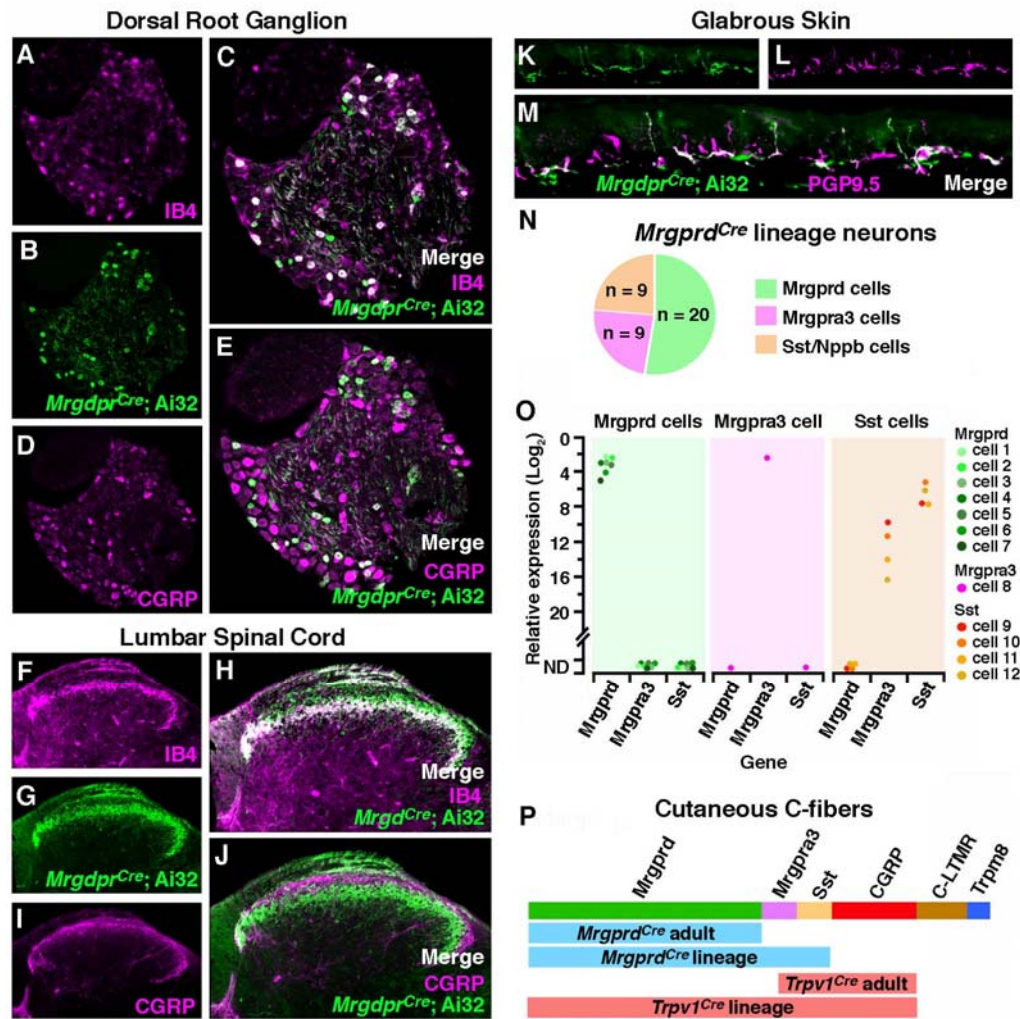 Dorsal Root Ganglion
A
IB4
B
MrgdprCre; Ai32
C
Merge
IB4
MrgdprCre; Ai32
D
CGRP
E
Merge
CGRP
MrgdprCre; Ai32
Lumbar Spinal Cord
F
IB4
G
MrgdprCre; Ai32
H
Merge
IB4
MrgdCre; Ai32
I
CGRP
J
Merge
CGRP
MrgdprCre; Ai32
Glabrous Skin
K
L
M
MrgdprCre; Ai32 PGP9.5 Merge
N
MrgprdCre lineage neurons
n = 9
n = 20
n = 9
Mrgprd cells
Mrgpra3 cells
Sst/Nppb cells
O
Mrgprd cells Mrgpra3 cell Sst cells
Relative expression (Log2)
0
4
8
12
16
20
ND
Mrgprd
Mrgpra3
Sst
Mrgprd
Mrgpra3
Sst
Mrgprd
Mrgpra3
Sst
Gene
Mrgprd
cell 1
cell 2
cell 3
cell 4
cell 5
cell 6
cell 7
Mrgpra3
cell 8
Sst
cell 9
cell 10
cell 11
cell 12
P
Cutaneous C-fibers
Mrgprd
Mrgpra3
Sst
CGRP
C-LTMR
Trpm8
MrgprdCre adult
MrgprdCre lineage
Trpv1Cre adult
Trpv1Cre lineage